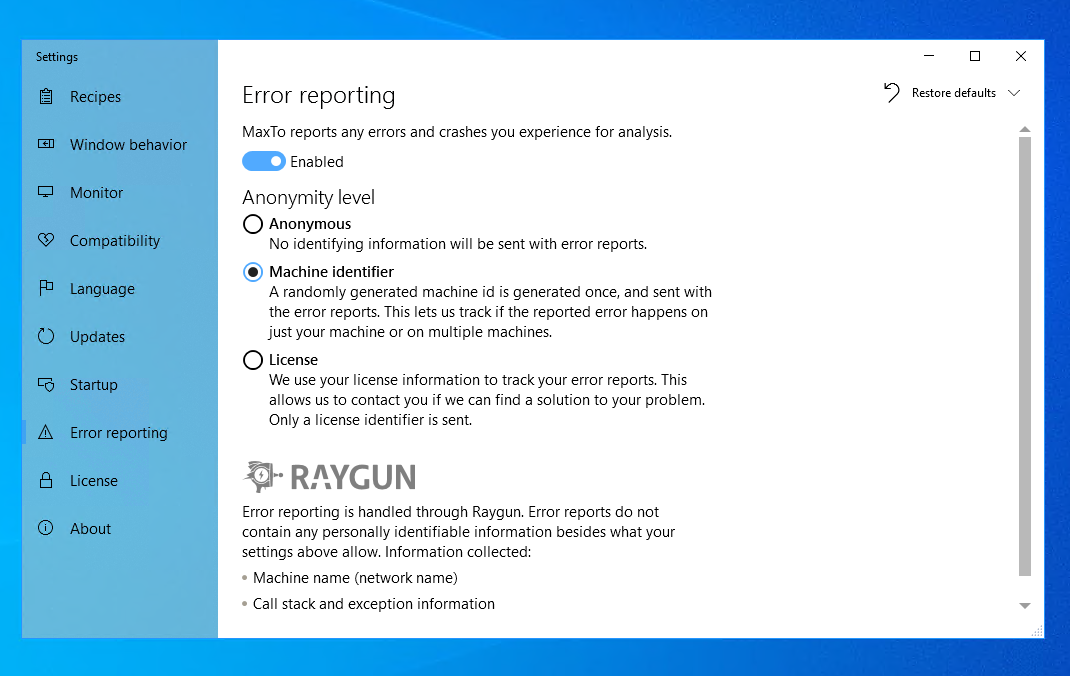 Settings
Recipes
Window behavior
Monitor
Compatibility
Language
Updates
Startup
Error reporting
License
About
Error reporting
Restore defaults
MaxTo reports any errors and crashes you experience for analysis.
Enabled
Anonymity level
Anonymous
No identifying information will be sent with error reports.
Machine identifier
A randomly generated machine id is generated once, and sent with
the error reports. This lets us track if the reported error happens on
just your machine or on multiple machines.
License
We use your license information to track your error reports. This
allows us to contact you if we can find a solution to your problem.
Only a license identifier is sent.
RAYGUN
Error reporting is handled through Raygun. Error reports do not
contain any personally identifiable information besides what your
settings above allow. Information collected:
• Machine name (network name)
• Call stack and exception information